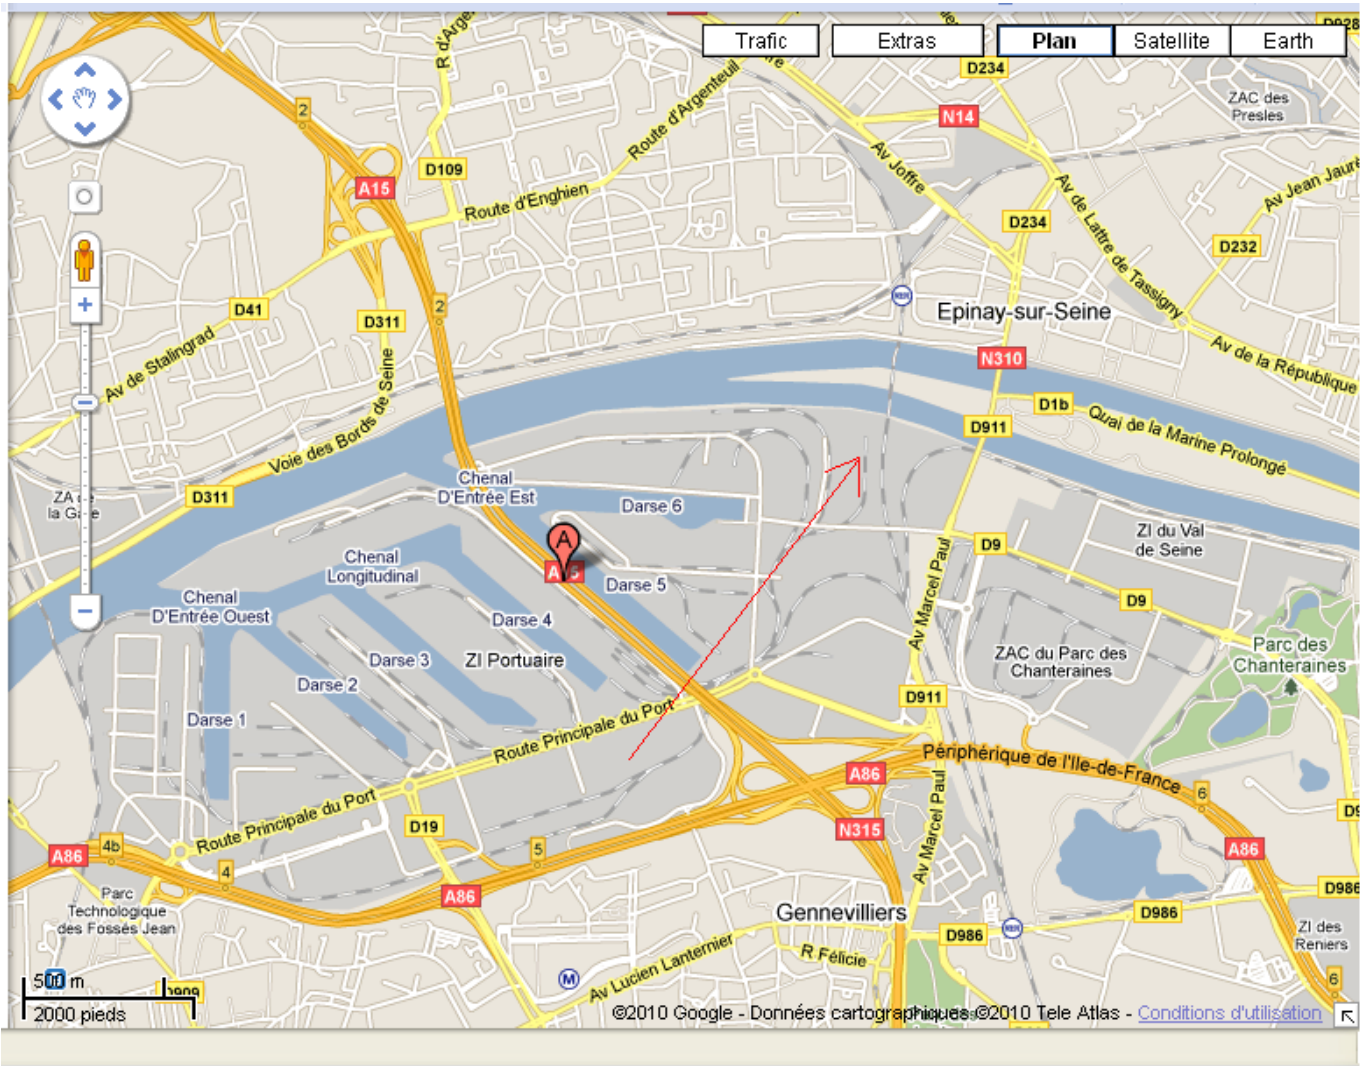 D928
Trafic
Extras
Plan
Satellite
Earth
D234
ZAC des
Presles
N14
2
Route d'Argenteuil
D109
A15
Av Joffre
Av Jean Jaurè
Route d'Enghien
Av de Lattre de Tassigny
D234
D232
D41
2
D311
Epinay-sur-Seine
Av de Stalingrad
N310
Av de la République
D1b
Quai de la Marine Prolongé
D911
Voie des Bords de Seine
D311
Chenal
D'Entrée Est
Darse 6
ZI du Val
de Seine
A
D9
Chenal
Longitudinal
Darse 5
Av Marcel Paul
D9
Chenal
D'Entrée Ouest
Darse 4
Darse 3
ZI Portuaire
ZAC du Parc des
Chanteraines
Parc des
Chanteraines
Darse 2
D911
Darse 1
Route Principale du Port
Périphérique de l'Ile-de-France
A86
6
Route Principale du Port
D19
N315
Av Marcel Paul
4b
A86
5
A86
4
A86
Parc
Technologique
des Fossés Jean
D986
Gennevilliers
D986
D986
ZI des
Reniers
R Félicie
Av Lucien Lanternier
M
6
500 m
D909
2000 pieds
©2010 Google - Données cartographiques ©2010 Tele Atlas - Conditions d'utilisation